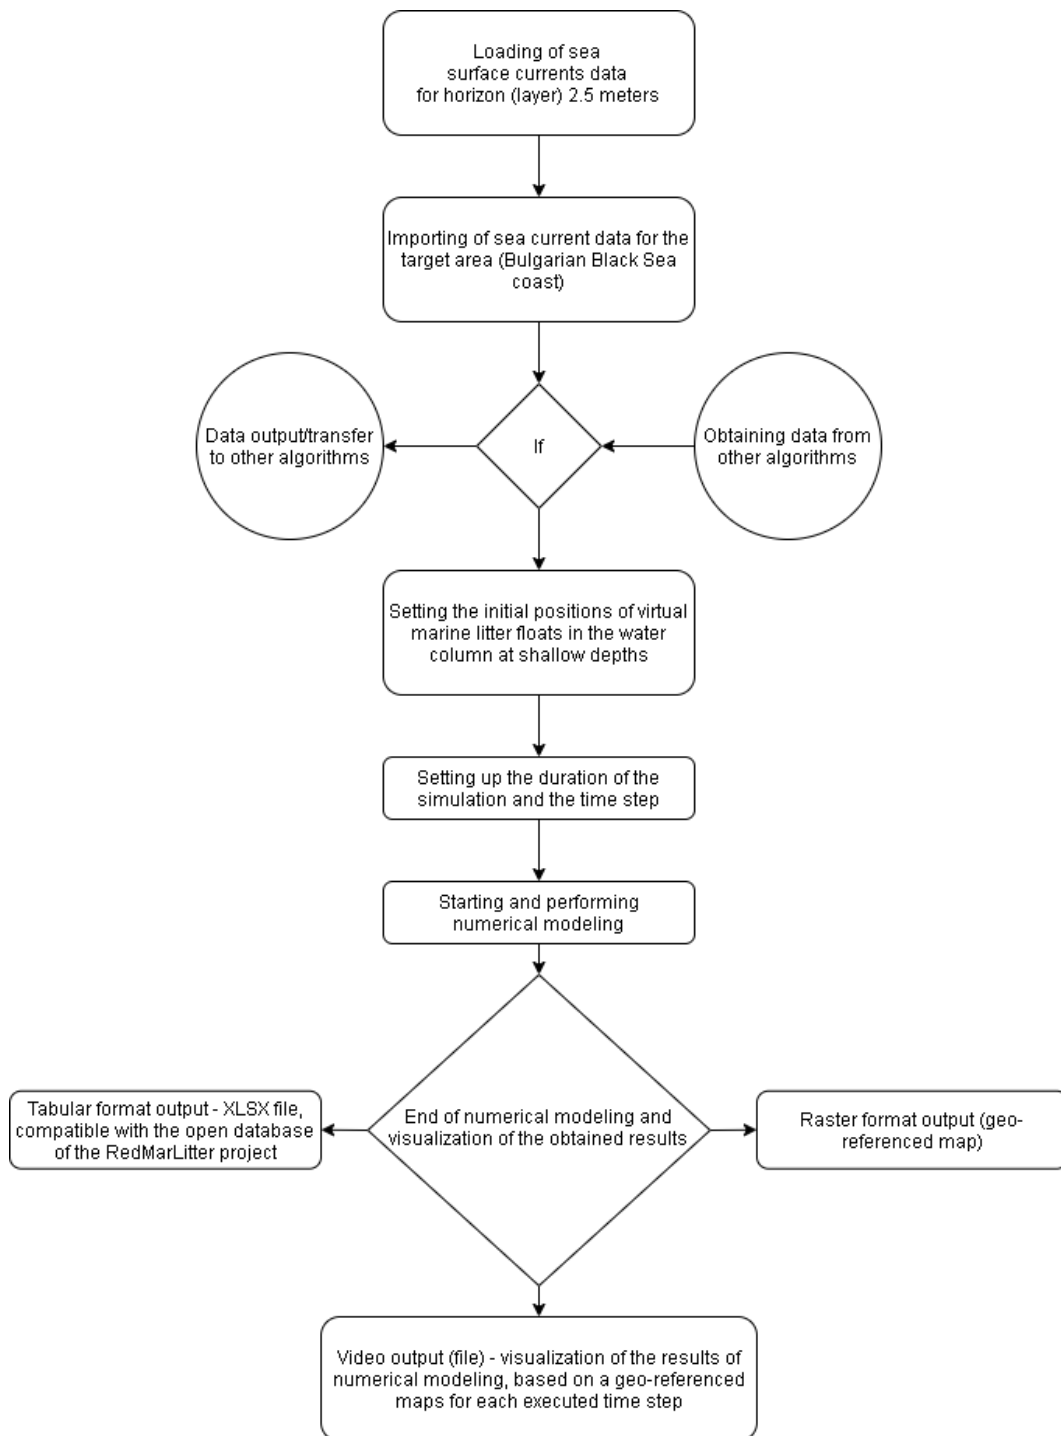 Loading of sea
surface currents data
for horizon (layer) 2.5 meters
Importing of sea current data for the
target area (Bulgarian Black Sea
coast)
Data output/transfer
to other algorithms
If
Obtaining data from
other algorithms
Setting the initial positions of virtual
marine litter floats in the water
column at shallow depths
Setting up the duration of the
simulation and the time step
Starting and performing
numerical modeling
Tabular format output - XLSX file,
compatible with the open database
of the RedMarLitter project
End of numerical modeling and
visualization of the obtained results
Raster format output (geo-
referenced map)
Video output (file) - visualization of the results of
numerical modeling, based on a geo-referenced
maps for each executed time step